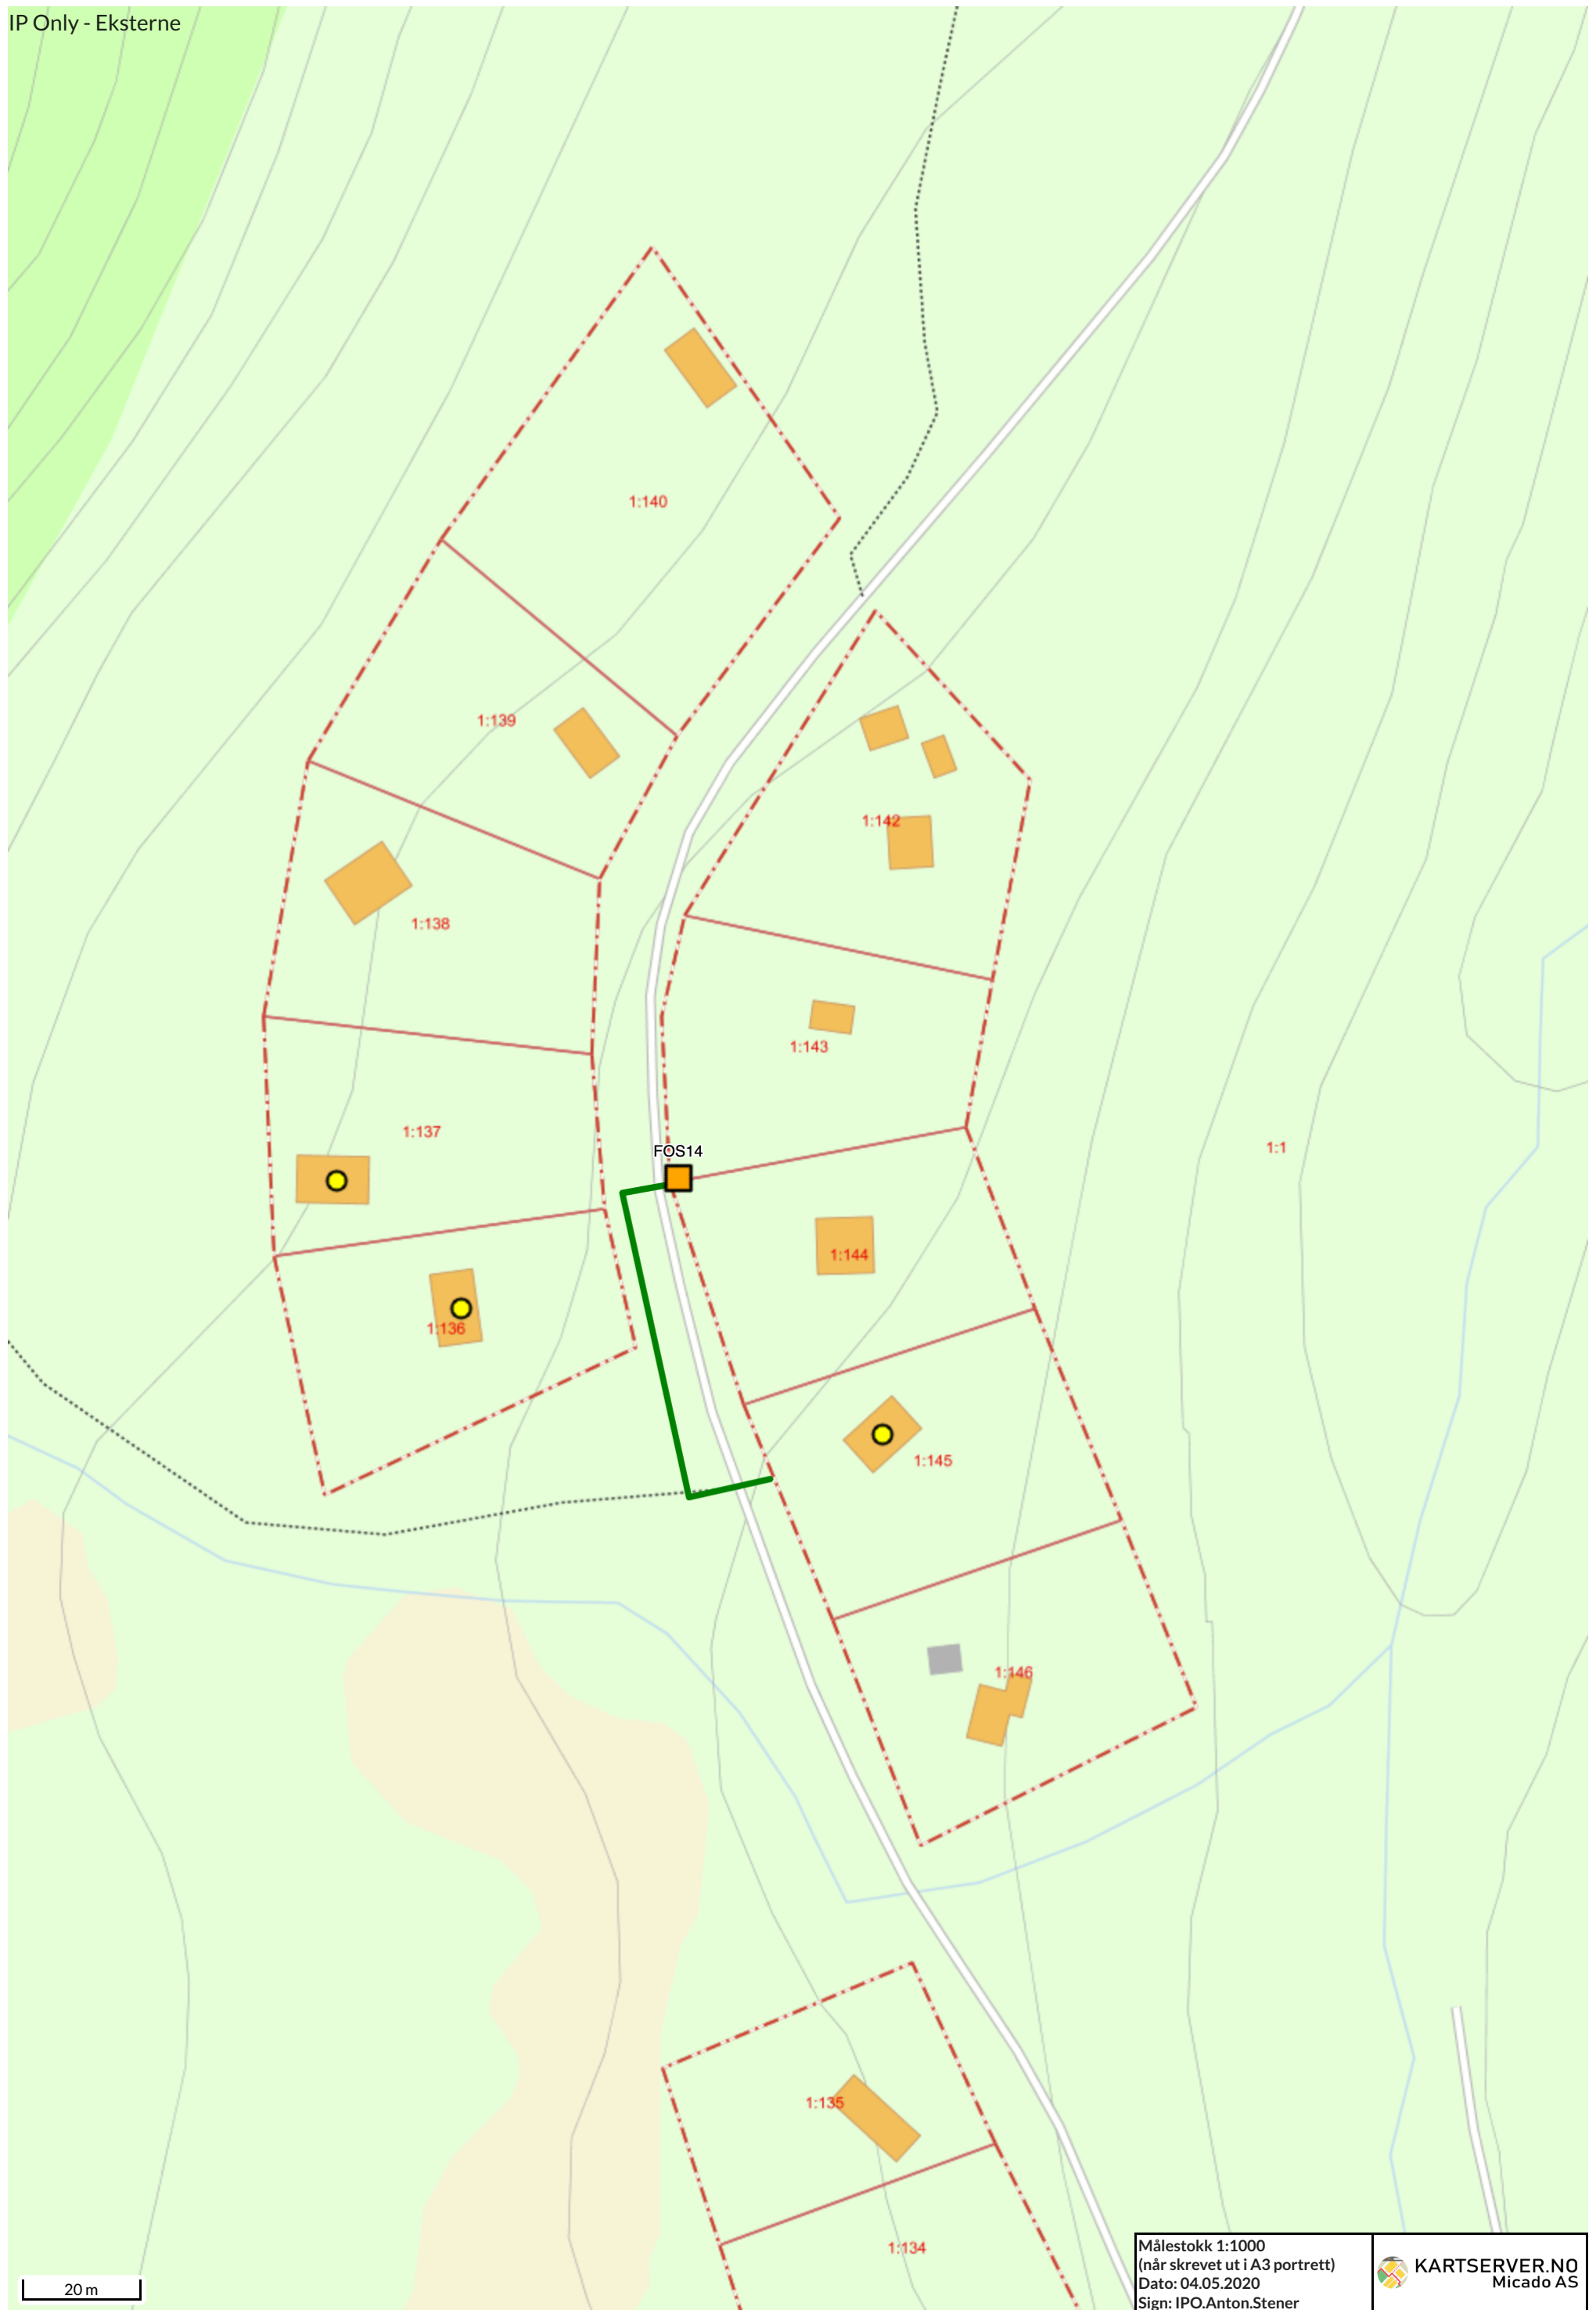 IP Only - Eksterne
1:140
1:139
1:142
1:138
1:143
1:137
1:1
FOS14
1:144
1:136
1:145
1:146
1:135
1:134
20 m
Målestokk 1:1000
(når skrevet ut i A3 portrett)
Dato: 04.05.2020
Sign: IPO.Anton.Stener
KARTSERVER.NO
Micado AS